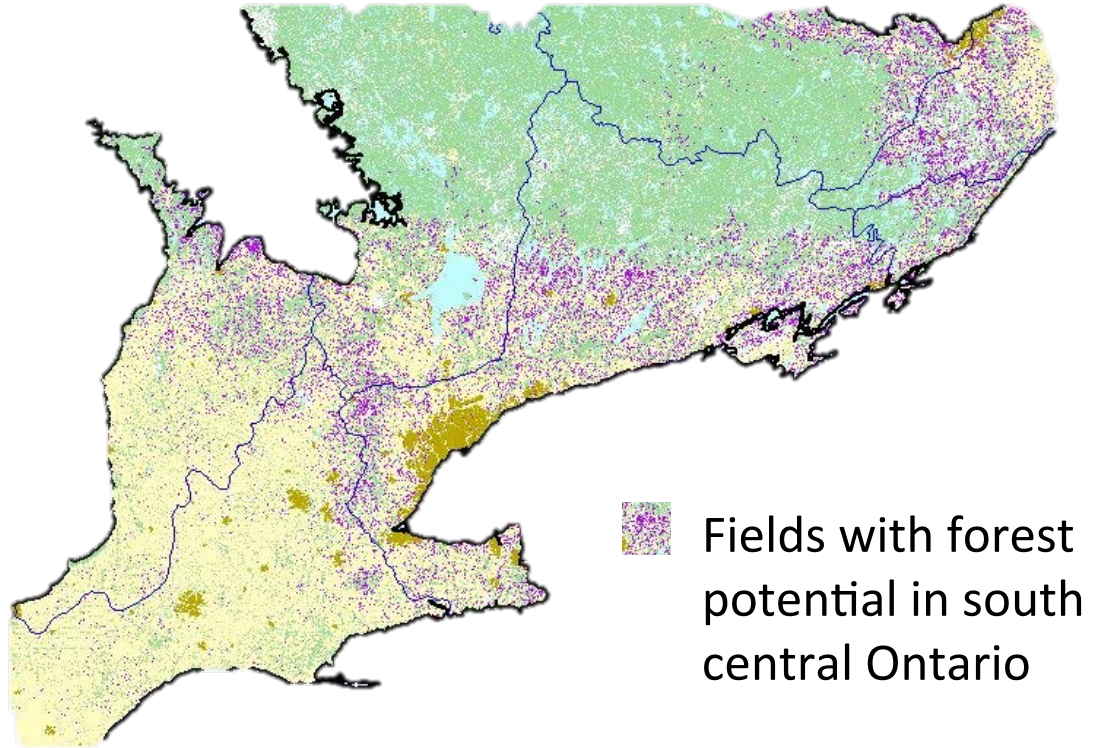 Fields with forest
potential in south
central Ontario